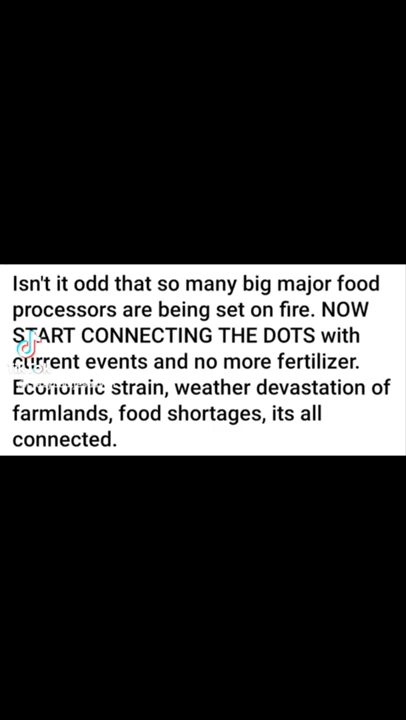 Isn't it odd that so many big major food
processors are being set on fire. NOW
START CONNECTING THE DOTS with
current events and no more fertilizer.
Economic strain, weather devastation of
farmlands, food shortages, its all
connected.